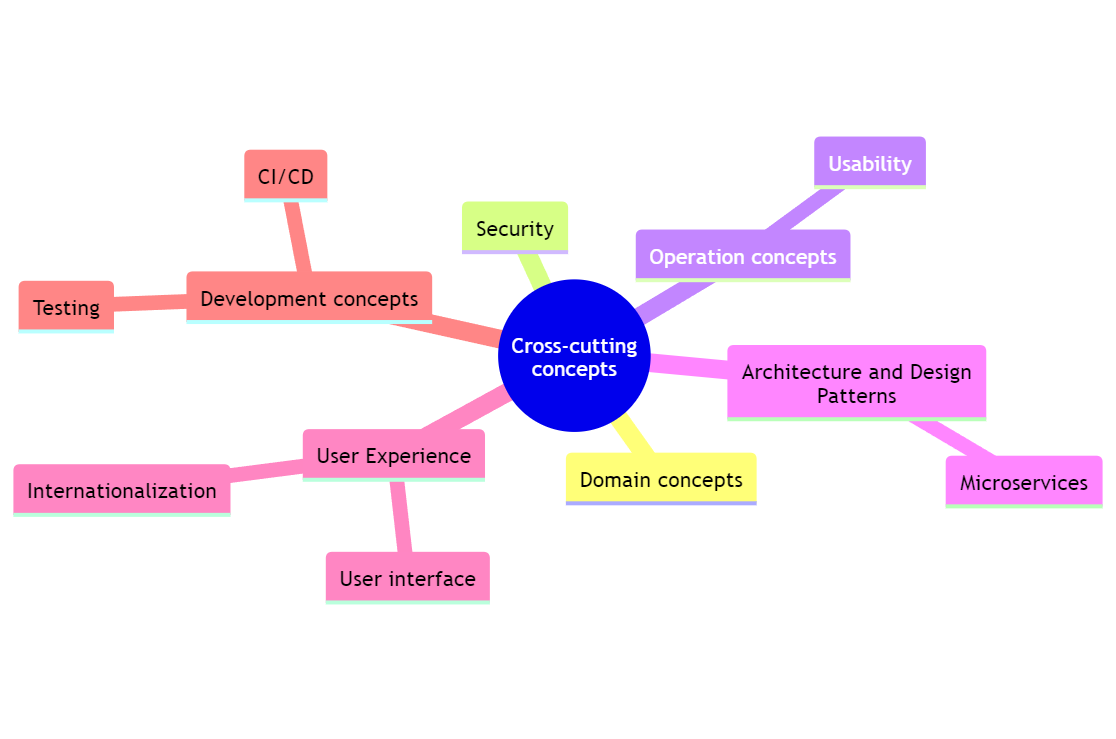 Usability
CI/CD
Security
Operation concepts
Development concepts
Testing
Cross-cutting
concepts
Architecture and Design
Patterns
User Experience
Domain concepts
Microservices
Internationalization
User interface